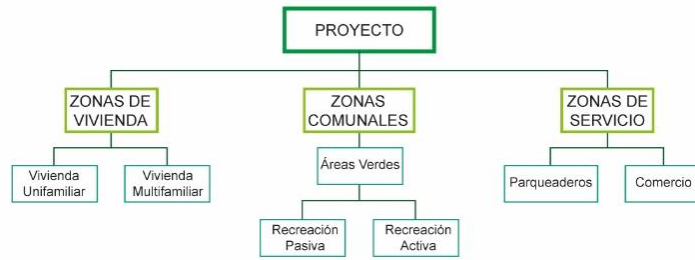 PROYECTO
ZONAS DE
VIVIENDA
ZONAS
COMUNALES
ZONAS DE
SERVICIO
Vivienda
Unifamiliar
Vivienda
Multifamiliar
Áreas Verdes
Parqueaderos
Comercio
Recreación
Pasiva
Recreación
Activa